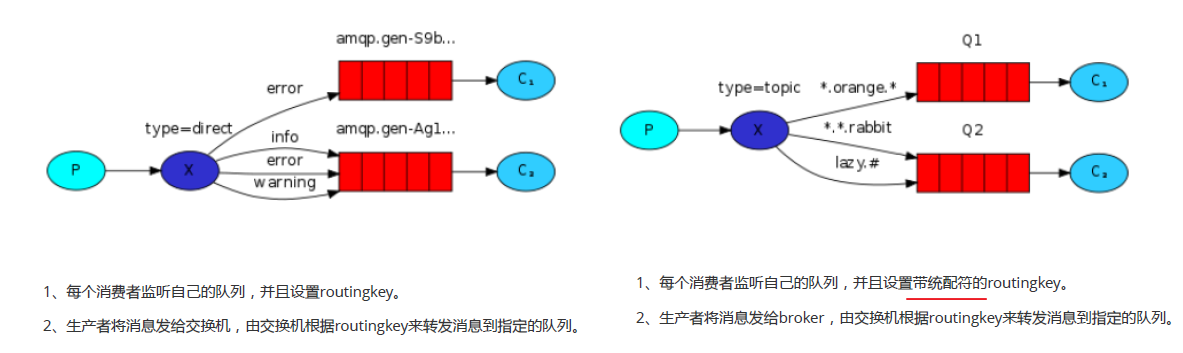 amqp.gen-S9b...
error
C₁
type=direct
info
amqp.gen-Ag1...
error
P
X
warning
C₂
1、每个消费者监听自己的队列，并且设置routingkey。
2、生产者将消息发给交换机，由交换机根据routingkey来转发消息到指定的队列。
Q1
type=topic
*.orange.*
C₁
P
X
*.*.rabbit
Q2
lazy.#
C₂
1、每个消费者监听自己的队列，并且设置带统配符的routingkey。
2、生产者将消息发给broker，由交换机根据routingkey来转发消息到指定的队列。